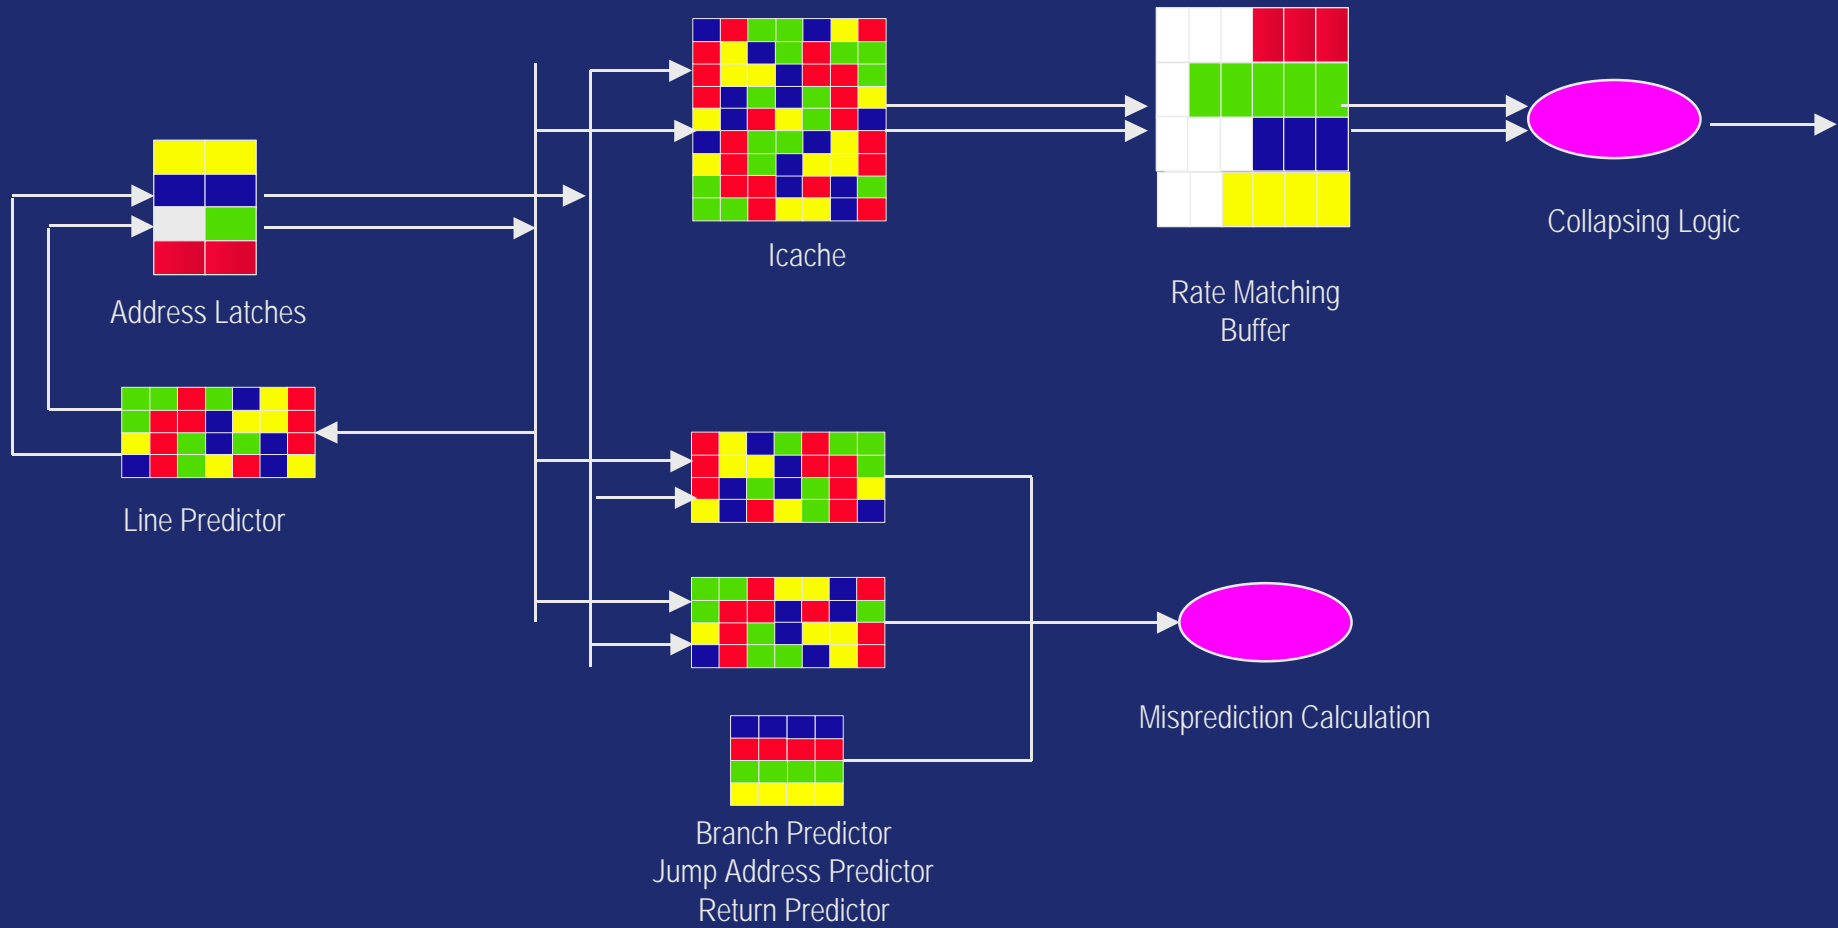 Icache
Collapsing Logic
Rate Matching
Buffer
Address Latches
Line Predictor
Misprediction Calculation
Branch Predictor
Jump Address Predictor
Return Predictor